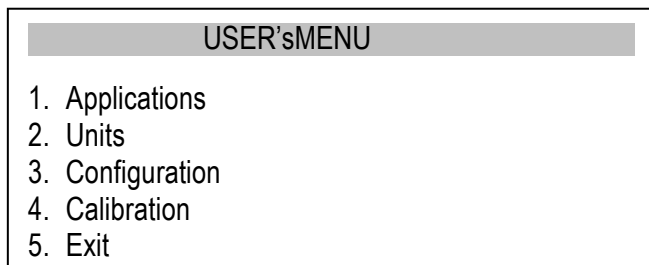 USER'sMENU
1. Applications
2. Units
3. Configuration
4. Calibration
5. Exit